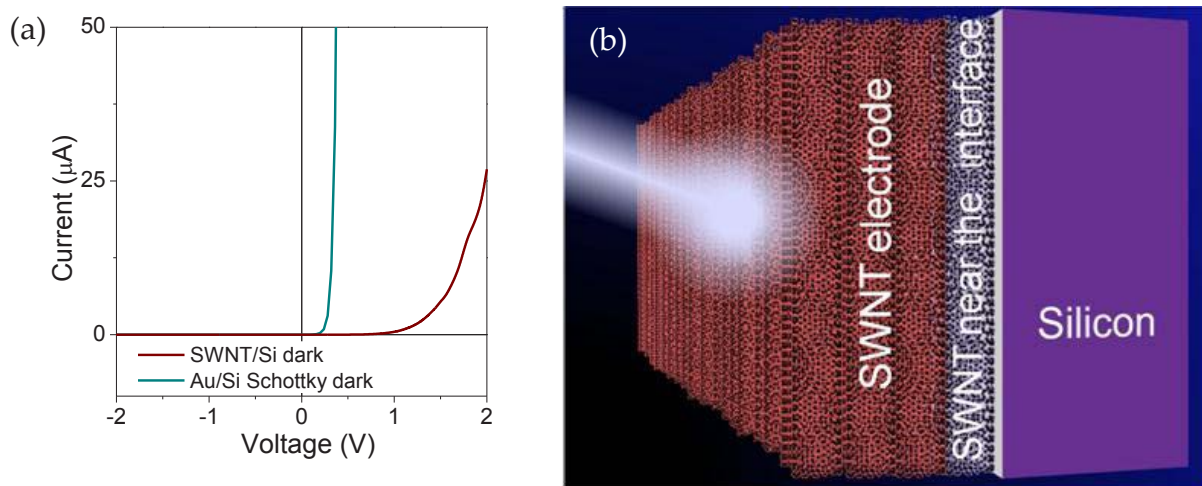 (a)
50
25
0
Current (µA)
SWNT/Si dark
Au/Si Schottky dark
-2
-1
0
1
2
Voltage (V)
(b)
SWNT electrode
SWNT near the interface
Silicon